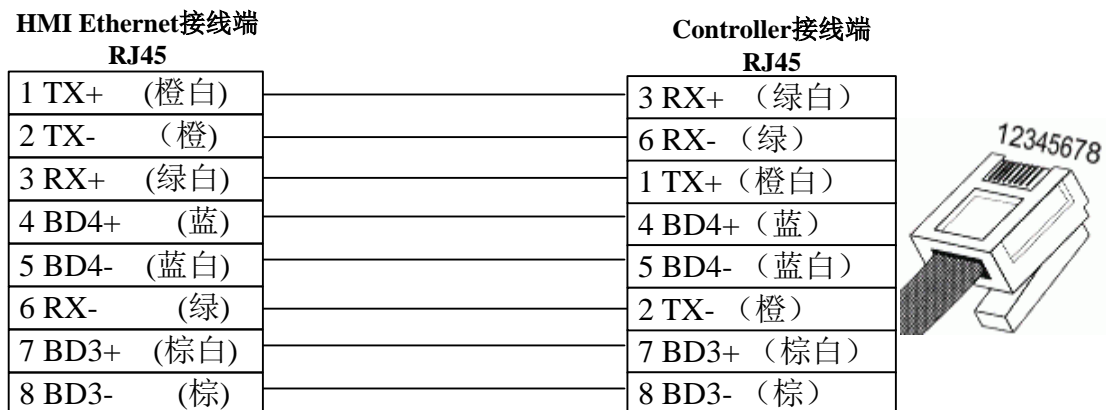 HMI Ethernet接线端
RJ45
1 TX+ (橙白)
2 TX- （橙)
3 RX+ (绿白)
4 BD4+ (蓝)
5 BD4- (蓝白)
6 RX- (绿)
7 BD3+ (棕白)
8 BD3- (棕)
Controller接线端
RJ45
3 RX+ （绿白）
6 RX- （绿）
1 TX+（橙白）
4 BD4+（蓝）
5 BD4- （蓝白）
2 TX- （橙）
7 BD3+ （棕白）
8 BD3- （棕）
12345678